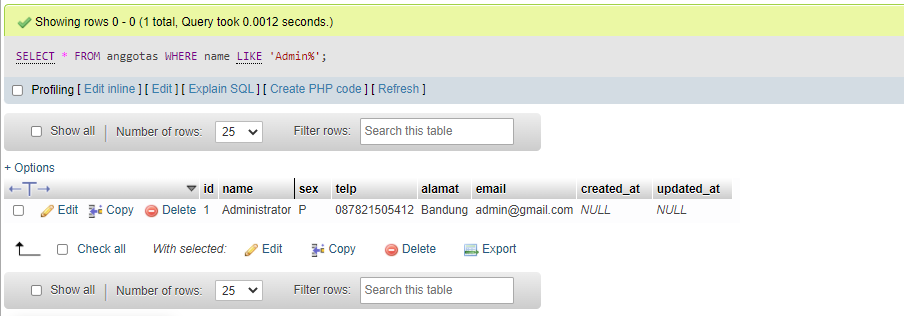 Showing rows 0 - 0 (1 total, Query took 0.0012 seconds.)
SELECT * FROM anggotas WHERE name LIKE 'Admin%';
Profiling [ Edit inline ] [ Edit ] [ Explain SQL ] [ Create PHP code ] [ Refresh ]
Show all | Number of rows: 25 Filter rows: Search this table
+ Options
←T→ id name sex telp alamat email created_at updated_at
Edit Copy Delete 1 Administrator P 087821505412 Bandung admin@gmail.com NULL NULL
Check all With selected: Edit Copy Delete Export
Show all | Number of rows: 25 Filter rows: Search this table